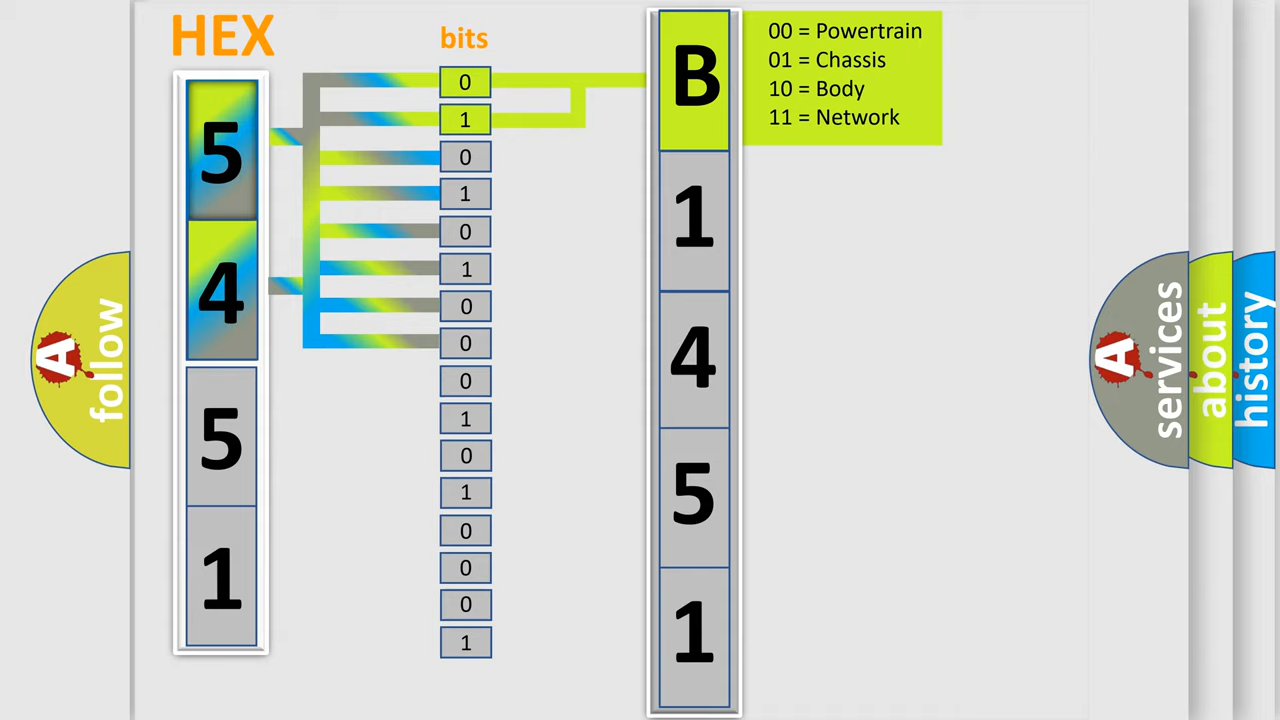 HEX
bits
5
4
5
1
0
1
0
1
0
1
0
0
0
1
0
1
0
0
0
1
B
1
4
5
1
00 = Powertrain
01 = Chassis
10 = Body
11 = Network
A
follow
A
services
about
history